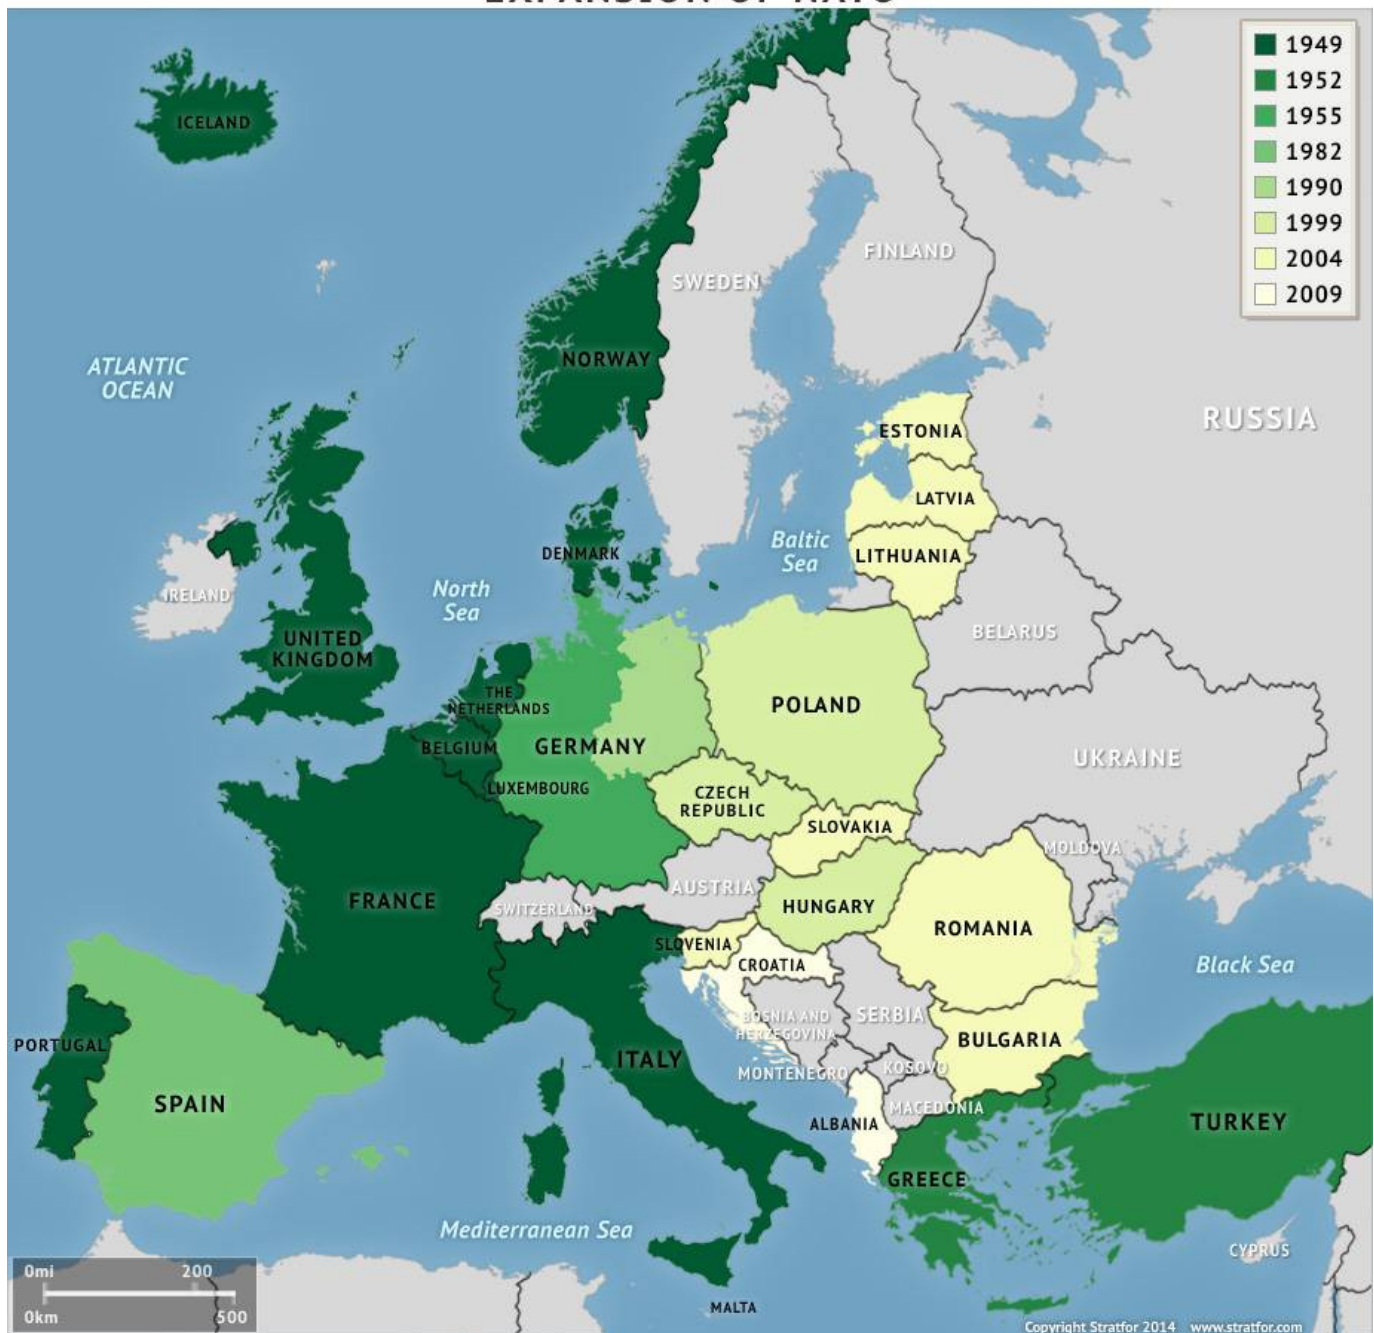 EXPANSION OF NATO
1949
1952
1955
1982
1990
1999
2004
2009
ICELAND
FINLAND
SWEDEN
NORWAY
ATLANTIC
OCEAN
RUSSIA
ESTONIA
LATVIA
Baltic
Sea
LITHUANIA
DENMARK
North
Sea
IRELAND
UNITED
KINGDOM
BELARUS
THE
NETHERLANDS
POLAND
BELGIUM
GERMANY
UKRAINE
LUXEMBOURG
CZECH
REPUBLIC
SLOVAKIA
MOLDOVA
AUSTRIA
FRANCE
SWITZERLAND
HUNGARY
ROMANIA
SLOVENIA
CROATIA
Black Sea
BOSNIA AND
HERZEGOVINA
SERBIA
BULGARIA
PORTUGAL
ITALY
MONTENEGRO
KOSOVO
SPAIN
MACEDONIA
ALBANIA
TURKEY
GREECE
Mediterranean Sea
CYPRUS
0mi 200
0km 500
MALTA
Copyright Stratfor 2014 www.stratfor.com